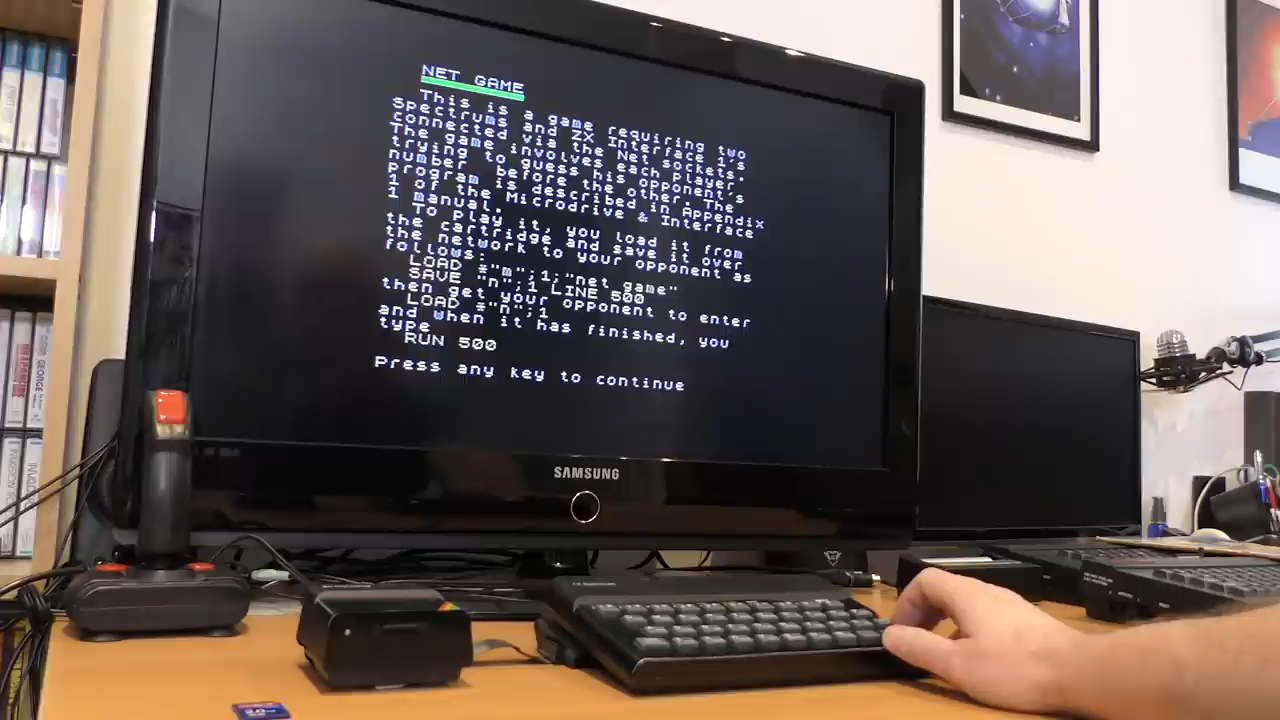 NET GAME
This is a game requiring two
Spectrums and ZX Interface 1's
connected via the Net sockets.
The game involves each player
trying to guess his opponent's
number before the other. The
program is described in Appendix
1 of the Microdrive & Interface
1 manual.
To play it, you load it from
the cartridge and save it over
the network to your opponent as
follows:
LOAD *"m";1;"net game"
SAVE *"n";1 LINE 500
then get your opponent to enter
LOAD *"n";1
and when it has finished, you
type
RUN 500
Press any key to continue
SAMSUNG